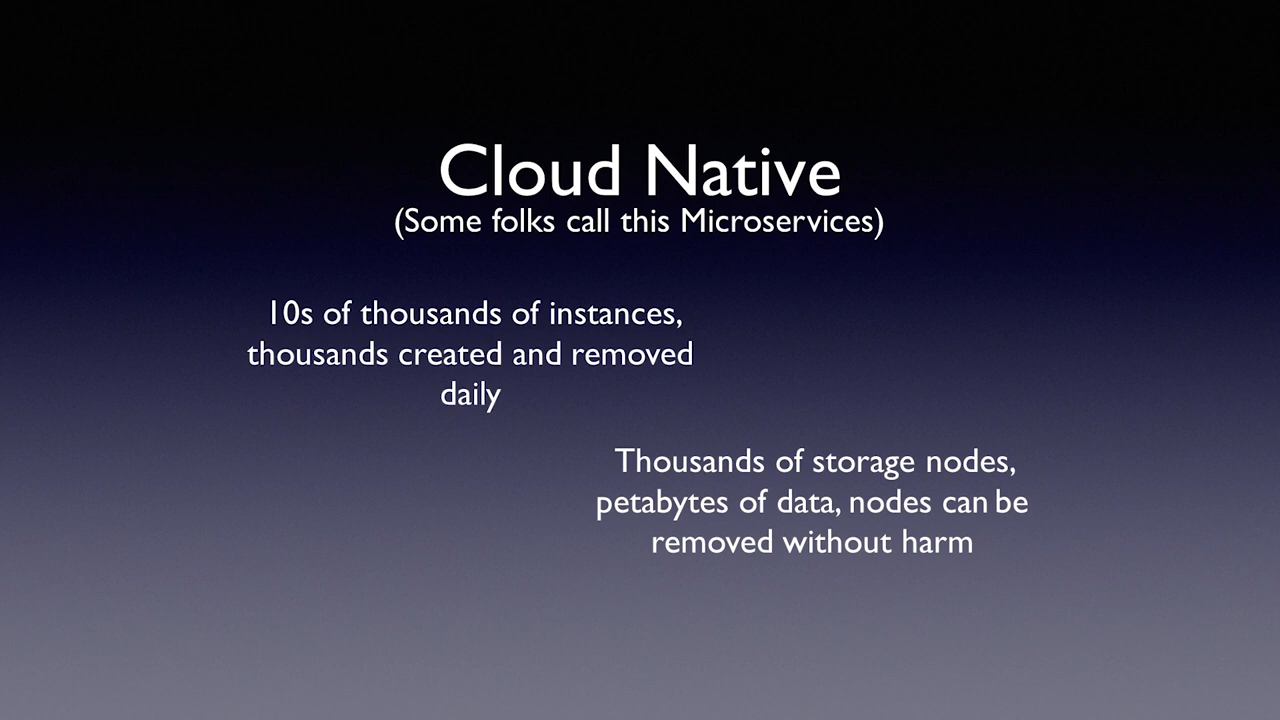 Cloud Native
(Some folks call this Microservices)
10s of thousands of instances,
thousands created and removed
daily
Thousands of storage nodes,
petabytes of data, nodes can be
removed without harm